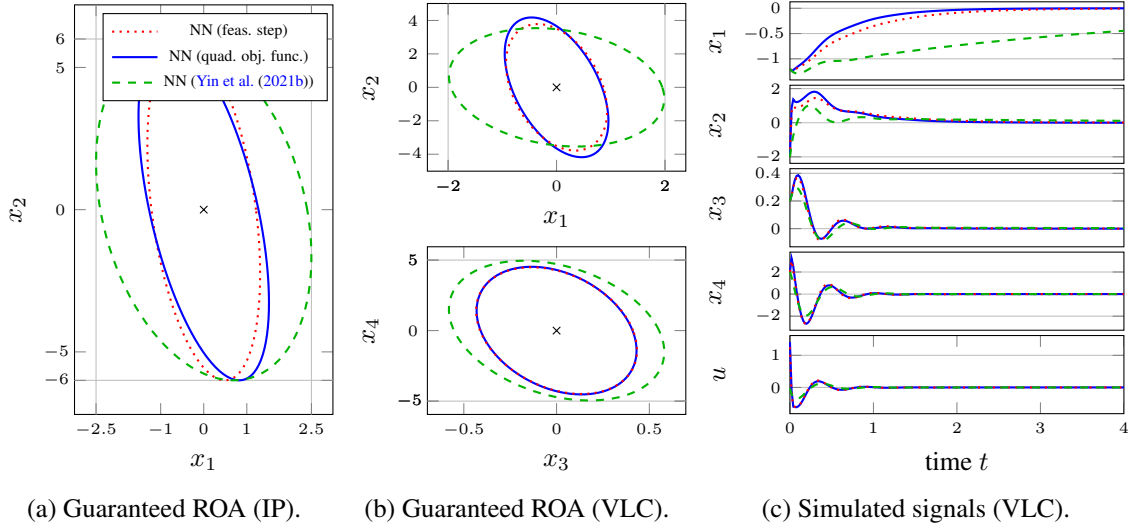 6
5
0
−5
−6
x2
−2.5
−1
0
1
2.5
x1
NN (feas. step)
NN (quad. obj. func.)
NN (Yin et al. (2021b))
(a) Guaranteed ROA (IP).
4
2
0
−2
−4
x2
−2
0
2
x1
5
0
−5
x4
−0.5
0
0.5
x3
(b) Guaranteed ROA (VLC).
0
−0.5
−1
x1
2
0
−2
x2
0.4
0.2
0
x3
2
0
−2
x4
1
0
u
0
1
2
3
4
time t
(c) Simulated signals (VLC).